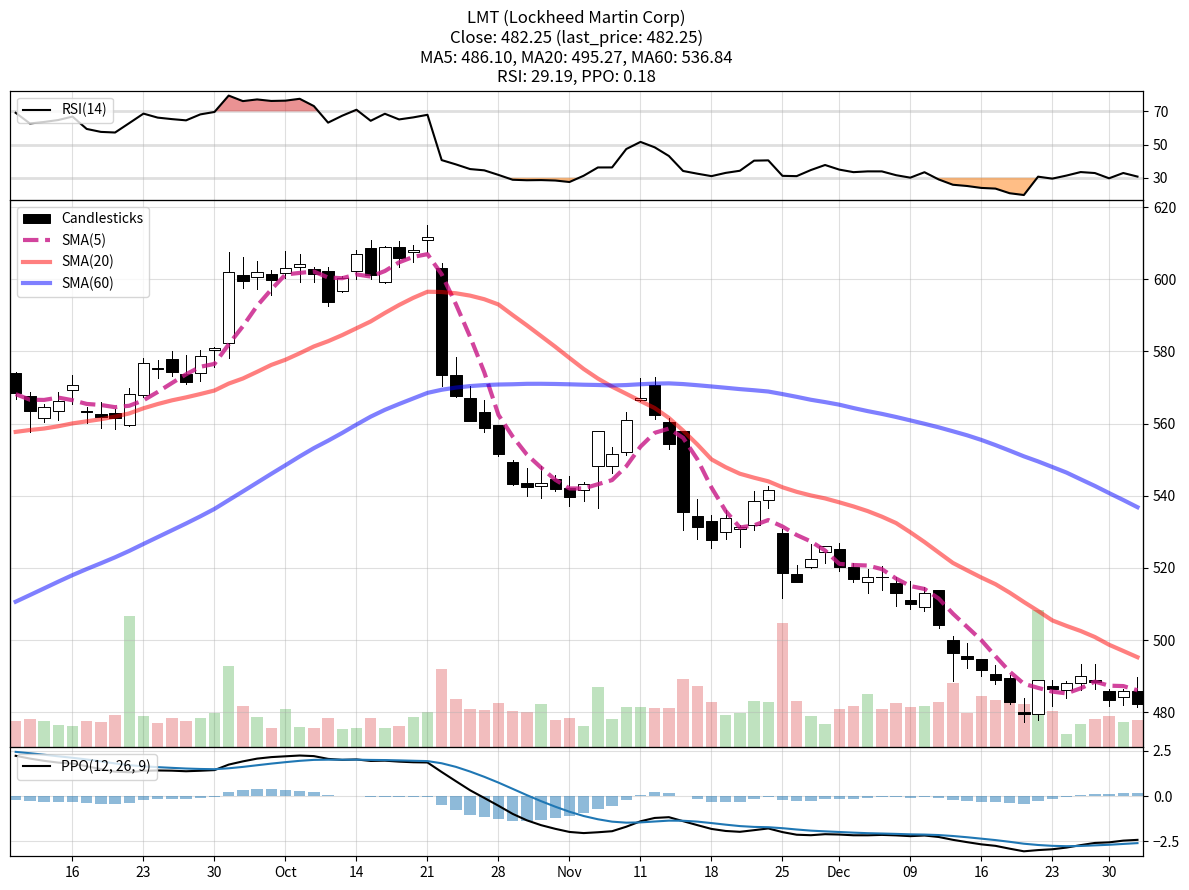 LMT (Lockheed Martin Corp)
Close: 482.25 (last_price: 482.25)
MA5: 486.10, MA20: 495.27, MA60: 536.84
RSI: 29.19, PPO: 0.18
RSI(14)
70
50
30
Candlesticks
SMA(5)
SMA(20)
SMA(60)
620
600
580
560
540
520
500
480
PPO(12, 26, 9)
2.5
0.0
−2.5
16 23 30 Oct 14 21 28 Nov 11 18 25 Dec 09 16 23 30